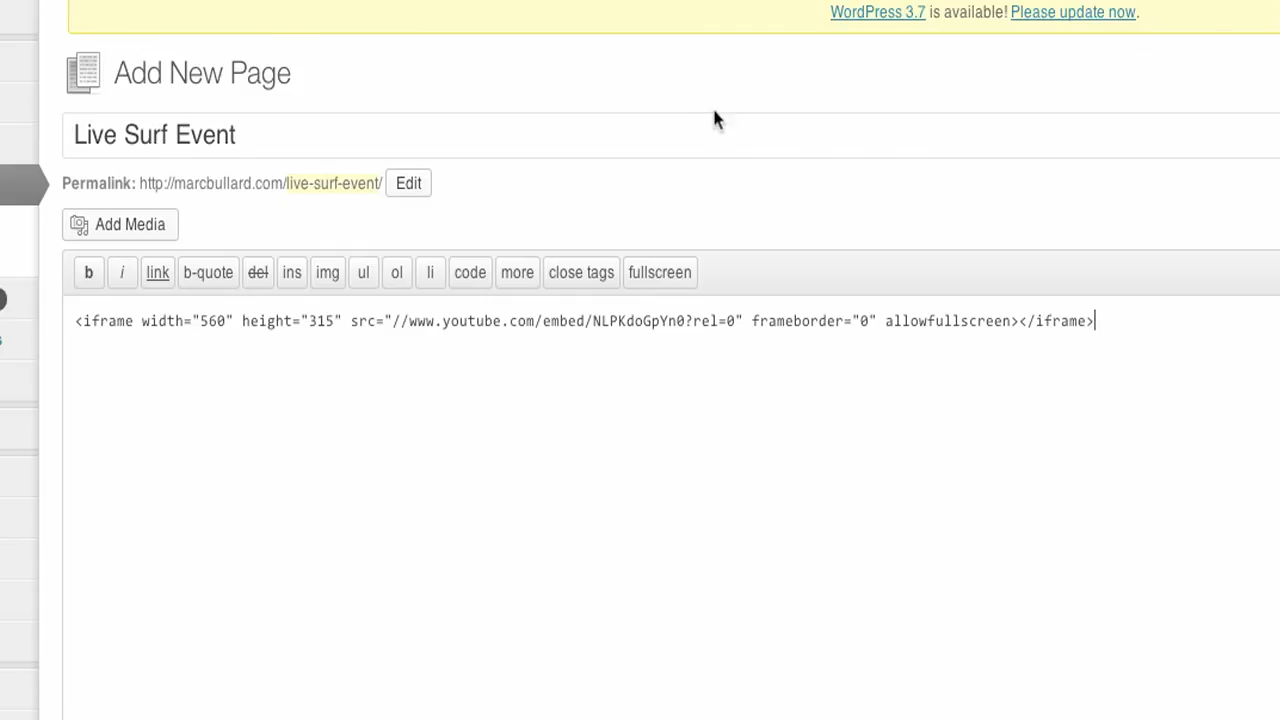 WordPress 3.7 is available! Please update now.
Add New Page
Live Surf Event
Permalink: http://marcbullard.com/live-surf-event/ Edit
Add Media
b i link b-quote del ins img ul ol li code more close tags fullscreen
<iframe width="560" height="315" src="//www.youtube.com/embed/NLPKdoGpYn0?rel=0" frameborder="0" allowfullscreen></iframe>